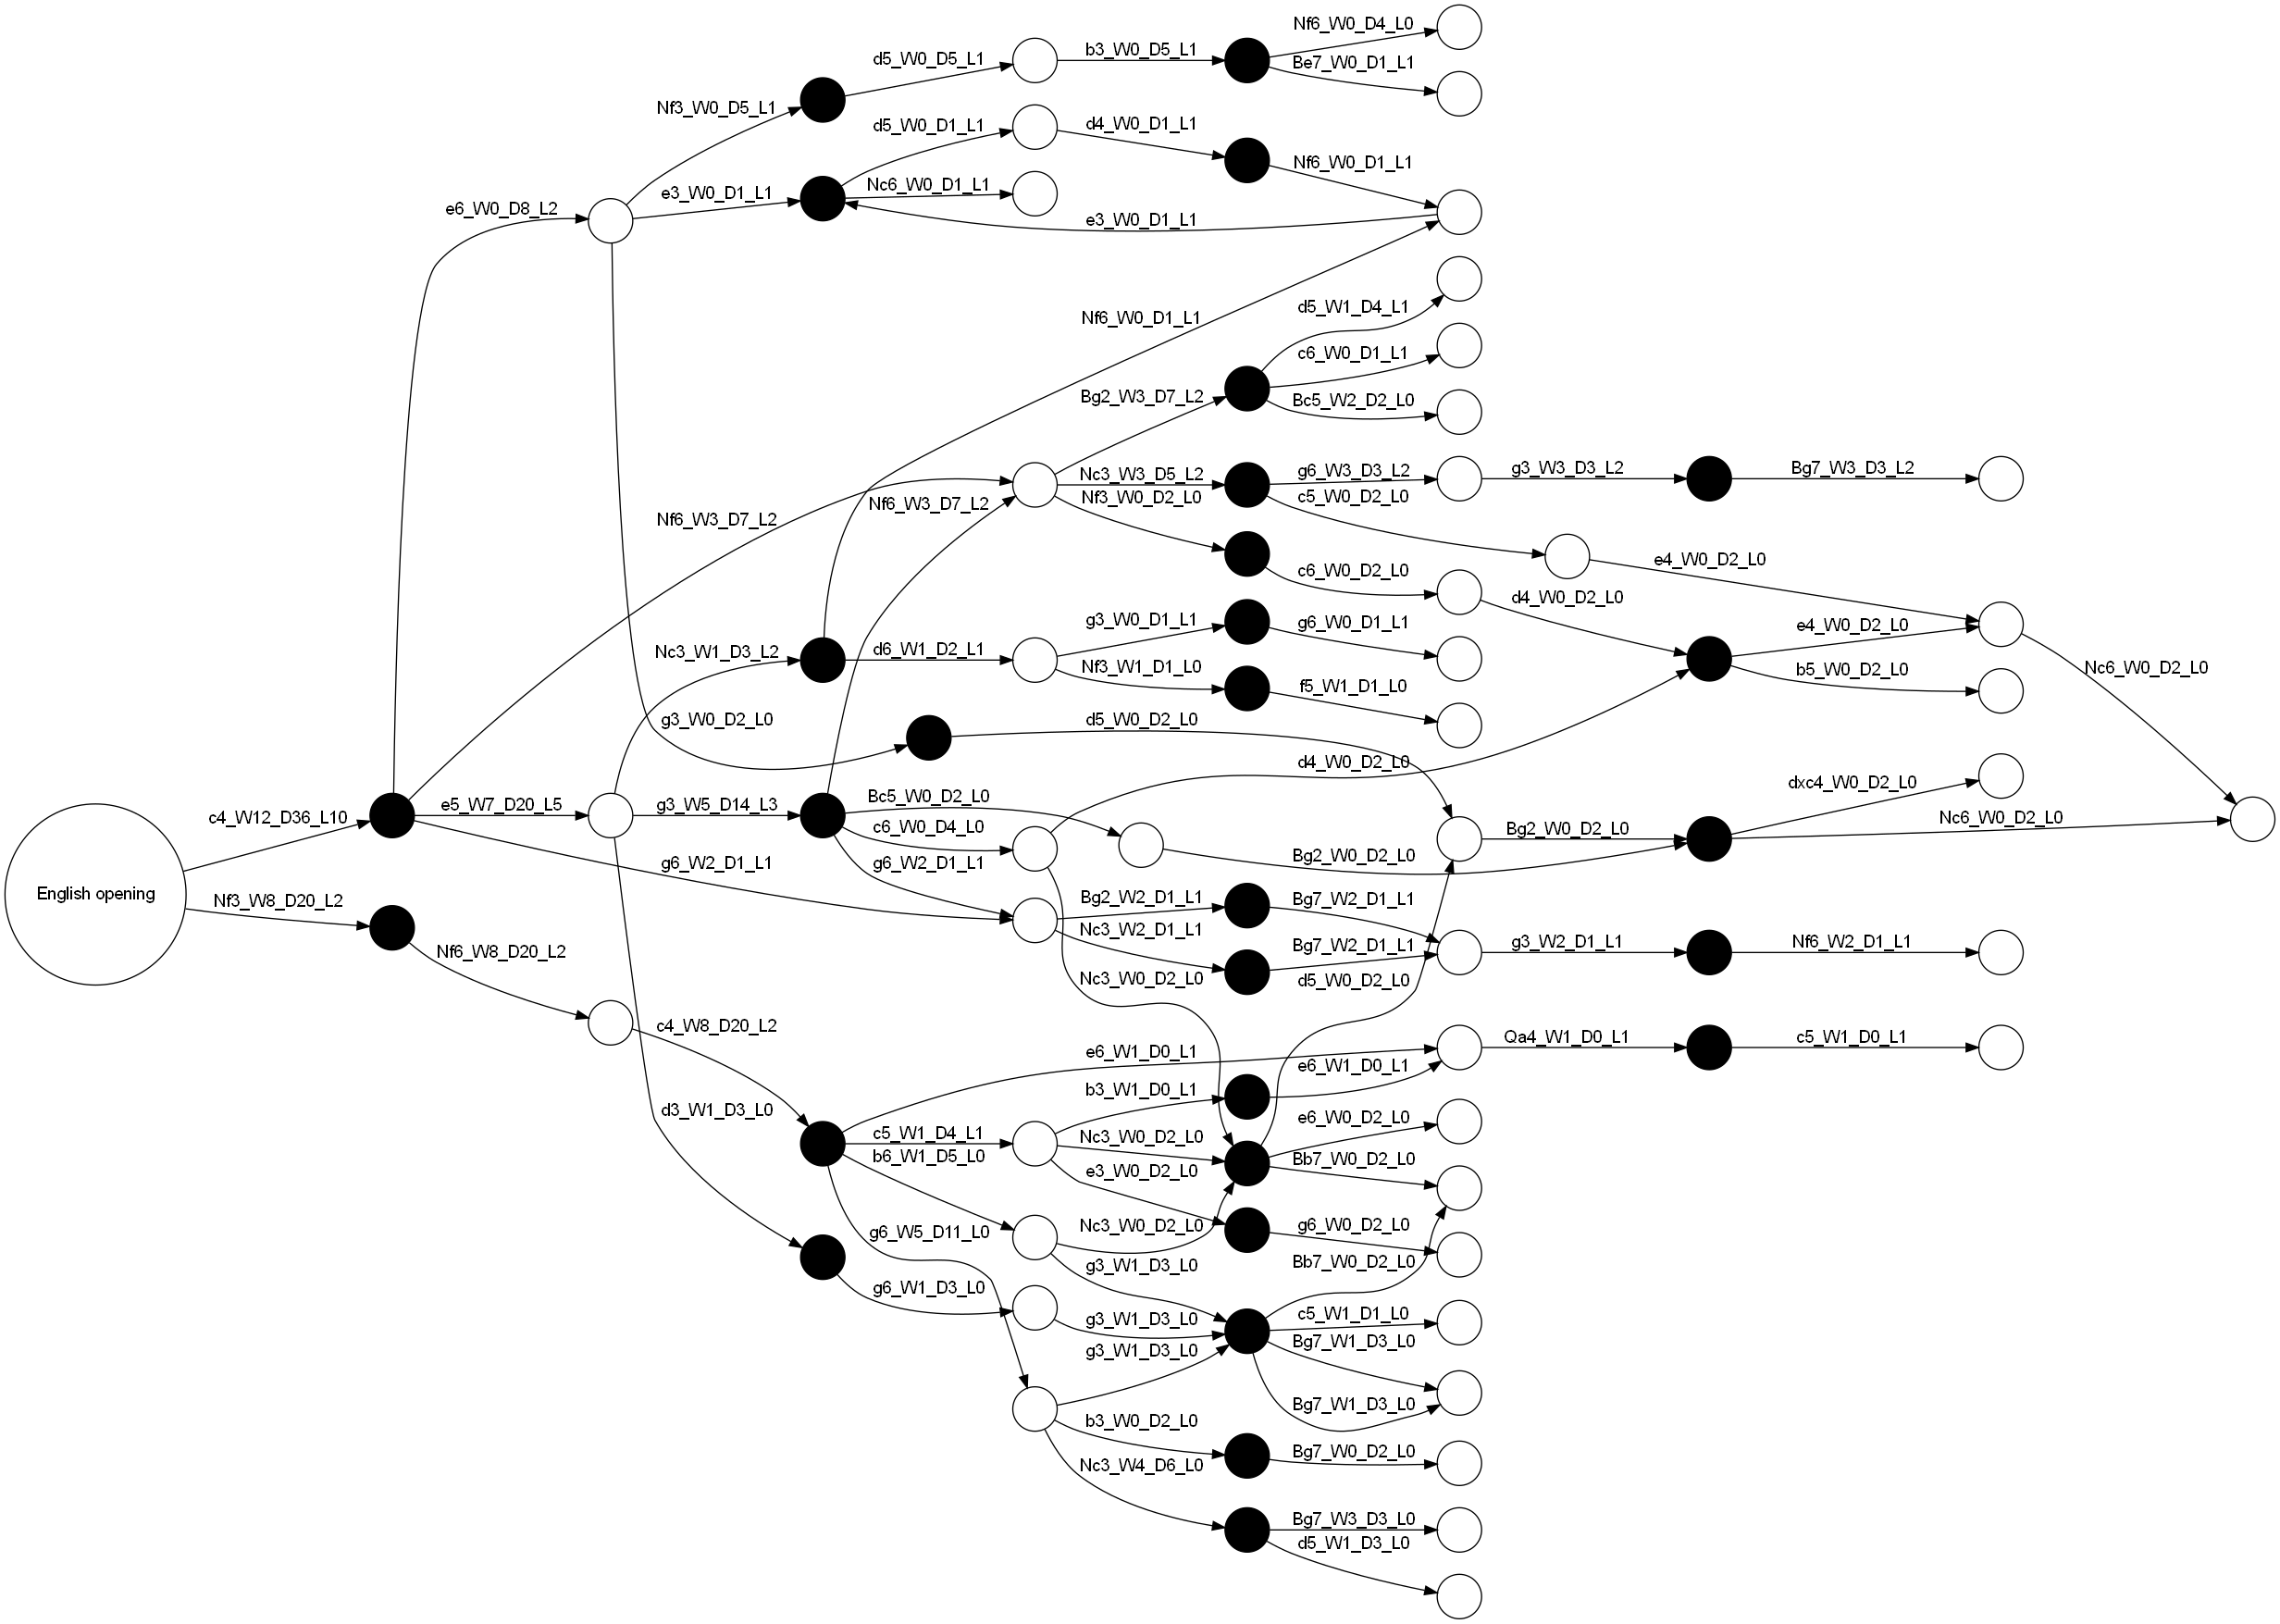 Nf6_W0_D4_L0
d5_W0_D5_L1
b3_W0_D5_L1
Be7_W0_D1_L1
Nf3_W0_D5_L1
d5_W0_D1_L1
d4_W0_D1_L1
Nf6_W0_D1_L1
e3_W0_D1_L1
Nc6_W0_D1_L1
e6_W0_D8_L2
e3_W0_D1_L1
Nf6_W0_D1_L1
d5_W1_D4_L1
c6_W0_D1_L1
Bg2_W3_D7_L2
Bc5_W2_D2_L0
Nf6_W3_D7_L2
Nf6_W3_D7_L2
Nc3_W3_D5_L2
g6_W3_D3_L2
g3_W3_D3_L2
Bg7_W3_D3_L2
Nf3_W0_D2_L0
c5_W0_D2_L0
e4_W0_D2_L0
c6_W0_D2_L0
d4_W0_D2_L0
g3_W0_D1_L1
g6_W0_D1_L1
e4_W0_D2_L0
Nc3_W1_D3_L2
d6_W1_D2_L1
Nf3_W1_D1_L0
f5_W1_D1_L0
b5_W0_D2_L0
Nc6_W0_D2_L0
g3_W0_D2_L0
d5_W0_D2_L0
d4_W0_D2_L0
dxc4_W0_D2_L0
c4_W12_D36_L10
e5_W7_D20_L5
g3_W5_D14_L3
Bc5_W0_D2_L0
c6_W0_D4_L0
Bg2_W0_D2_L0
Nc6_W0_D2_L0
g6_W2_D1_L1
g6_W2_D1_L1
Bg2_W0_D2_L0
English opening
Nf3_W8_D20_L2
Bg2_W2_D1_L1
Bg7_W2_D1_L1
Nc3_W2_D1_L1
Bg7_W2_D1_L1
g3_W2_D1_L1
Nf6_W2_D1_L1
Nf6_W8_D20_L2
Nc3_W0_D2_L0
d5_W0_D2_L0
c4_W8_D20_L2
e6_W1_D0_L1
Qa4_W1_D0_L1
c5_W1_D0_L1
b3_W1_D0_L1
e6_W1_D0_L1
d3_W1_D3_L0
c5_W1_D4_L1
Nc3_W0_D2_L0
e6_W0_D2_L0
b6_W1_D5_L0
e3_W0_D2_L0
Bb7_W0_D2_L0
g6_W5_D11_L0
Nc3_W0_D2_L0
g6_W0_D2_L0
g3_W1_D3_L0
Bb7_W0_D2_L0
g6_W1_D3_L0
g3_W1_D3_L0
c5_W1_D1_L0
g3_W1_D3_L0
Bg7_W1_D3_L0
Bg7_W1_D3_L0
b3_W0_D2_L0
Bg7_W0_D2_L0
Nc3_W4_D6_L0
Bg7_W3_D3_L0
d5_W1_D3_L0